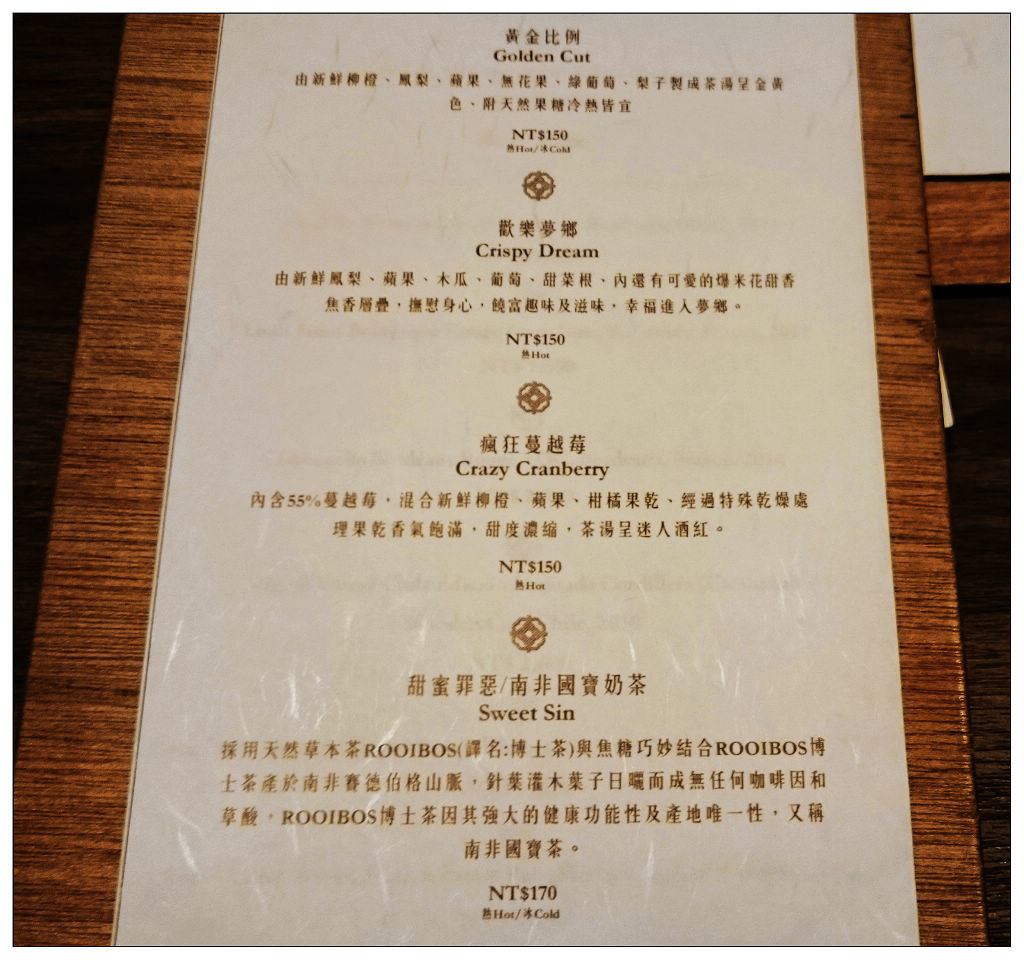 黃金比例
Golden Cut
由新鮮柳橙、鳳梨、蘋果、無花果、綠葡萄、梨子製成茶湯呈金黃
色、附天然果糖冷熱皆宜
NT$150
熱Hot/冰Cold
歡樂夢鄉
Crispy Dream
由新鮮鳳梨、蘋果、木瓜、葡萄、甜菜根、內還有可愛的爆米花甜香
焦香層疊，撫慰身心，饒富趣味及滋味，幸福進入夢鄉。
NT$150
熱Hot
瘋狂蔓越莓
Crazy Cranberry
內含55%蔓越莓，混合新鮮柳橙、蘋果、柑橘果乾、經過特殊乾燥處
理果乾香氣飽滿，甜度濃縮，茶湯呈迷人酒紅。
NT$150
熱Hot
甜蜜罪惡/南非國寶奶茶
Sweet Sin
採用天然草本茶ROOIBOS(譯名:博士茶)與焦糖巧妙結合ROOIBOS博
士茶產於南非賽德伯格山脈，針葉灌木葉子日曬而成無任何咖啡因和
草酸，ROOIBOS博士茶因其強大的健康功能性及產地唯一性，又稱
南非國寶茶。
NT$170
熱Hot/冰Cold